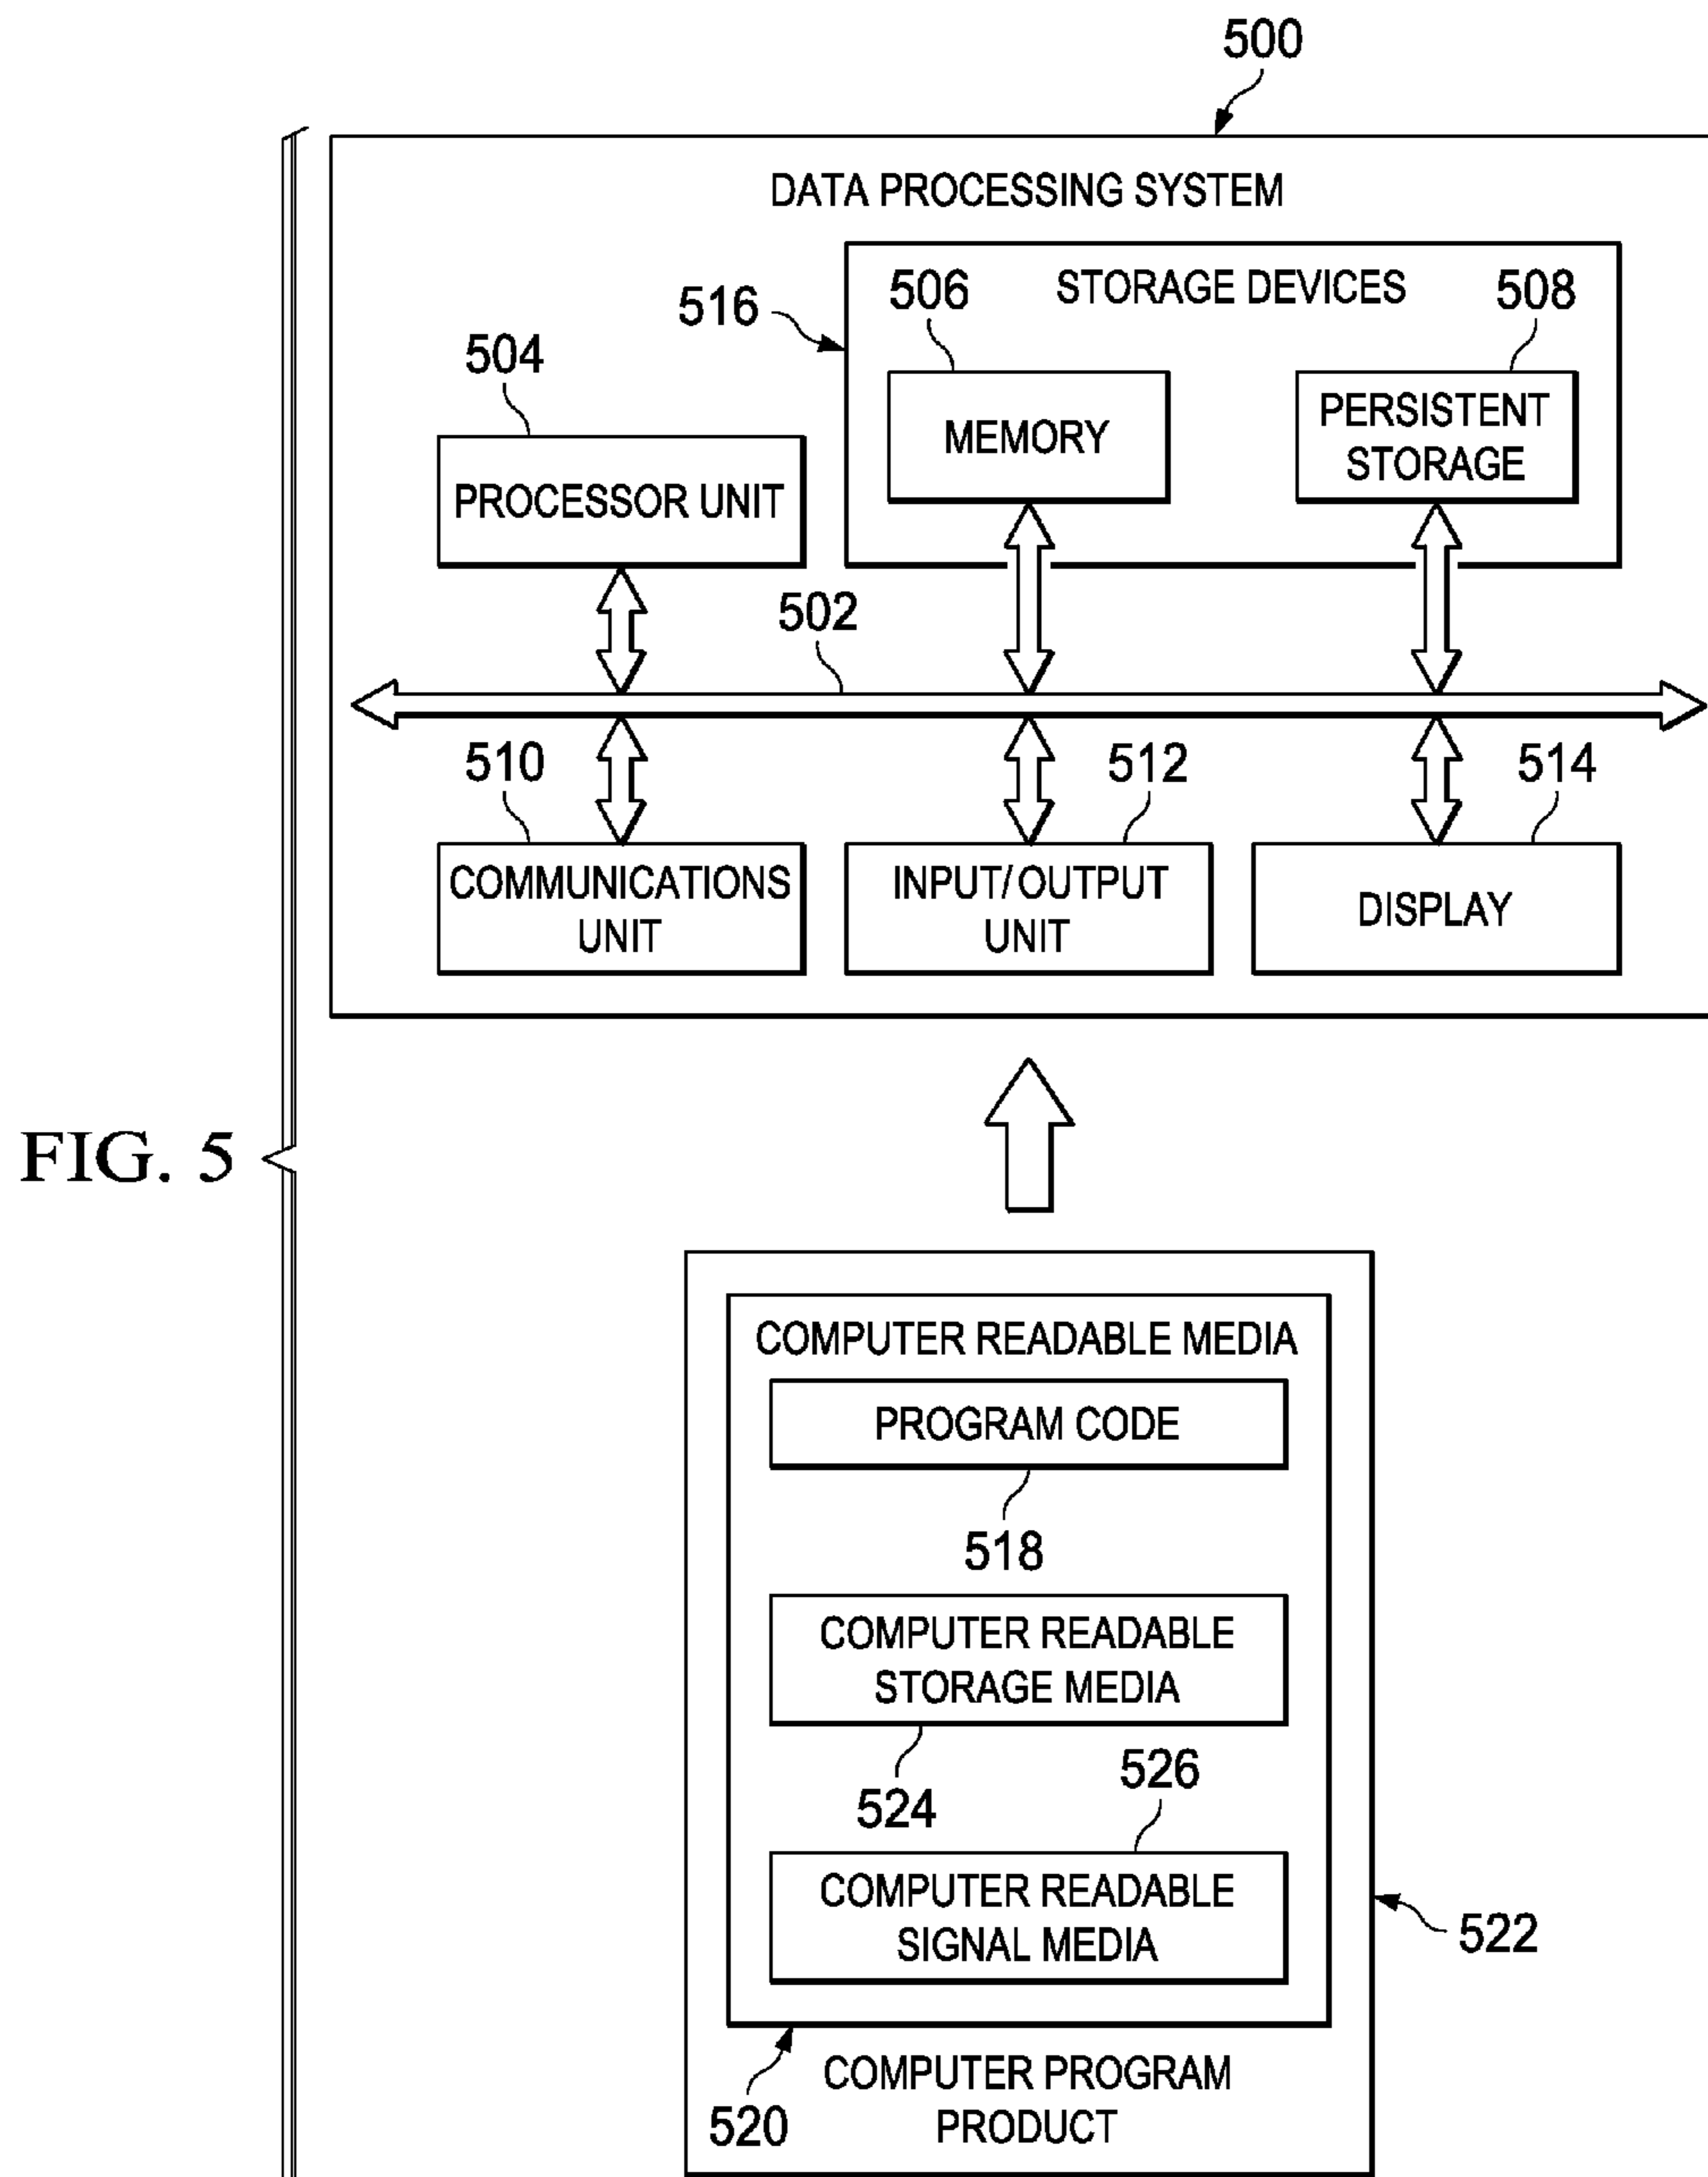 500
DATA PROCESSING SYSTEM
STORAGE DEVICES
506
508
516
504
MEMORY
PERSISTENT
STORAGE
PROCESSOR UNIT
502
510
512
514
COMMUNICATIONS
UNIT
INPUT/OUTPUT
UNIT
DISPLAY
FIG. 5
COMPUTER READABLE MEDIA
PROGRAM CODE
518
COMPUTER READABLE
STORAGE MEDIA
524
526
COMPUTER READABLE
SIGNAL MEDIA
522
520
COMPUTER PROGRAM
PRODUCT